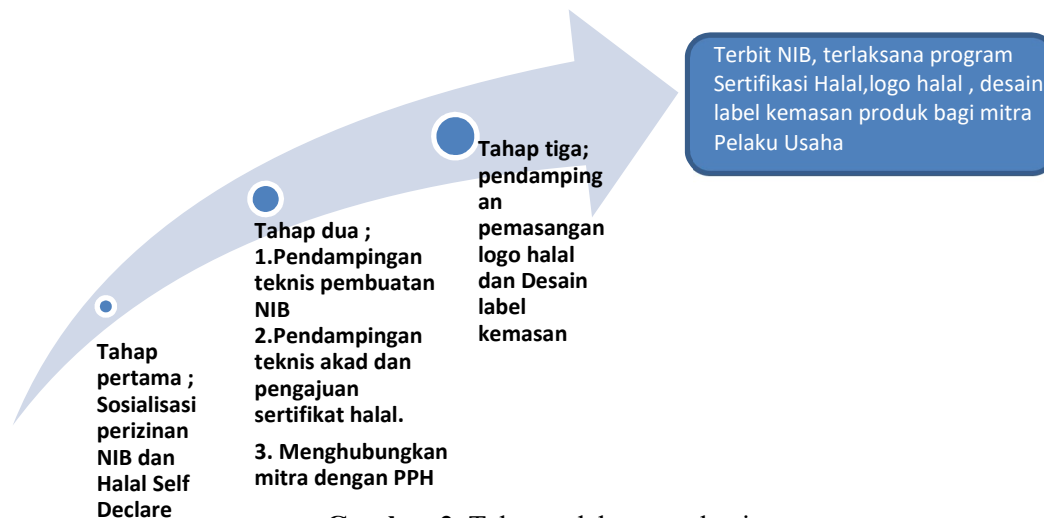 Terbit NIB, terlaksana program
Sertifikasi Halal,logo halal , desain
label kemasan produk bagi mitra
Pelaku Usaha
Tahap tiga;
pendamping
an
pemasangan
logo halal
dan Desain
label
kemasan
Tahap dua ;
1.Pendampingan
teknis pembuatan
NIB
2.Pendampingan
teknis akad dan
pengajuan
sertifikat halal.
3. Menghubungkan
mitra dengan PPH
Tahap
pertama ;
Sosialisasi
perizinan
NIB dan
Halal Self
Declare